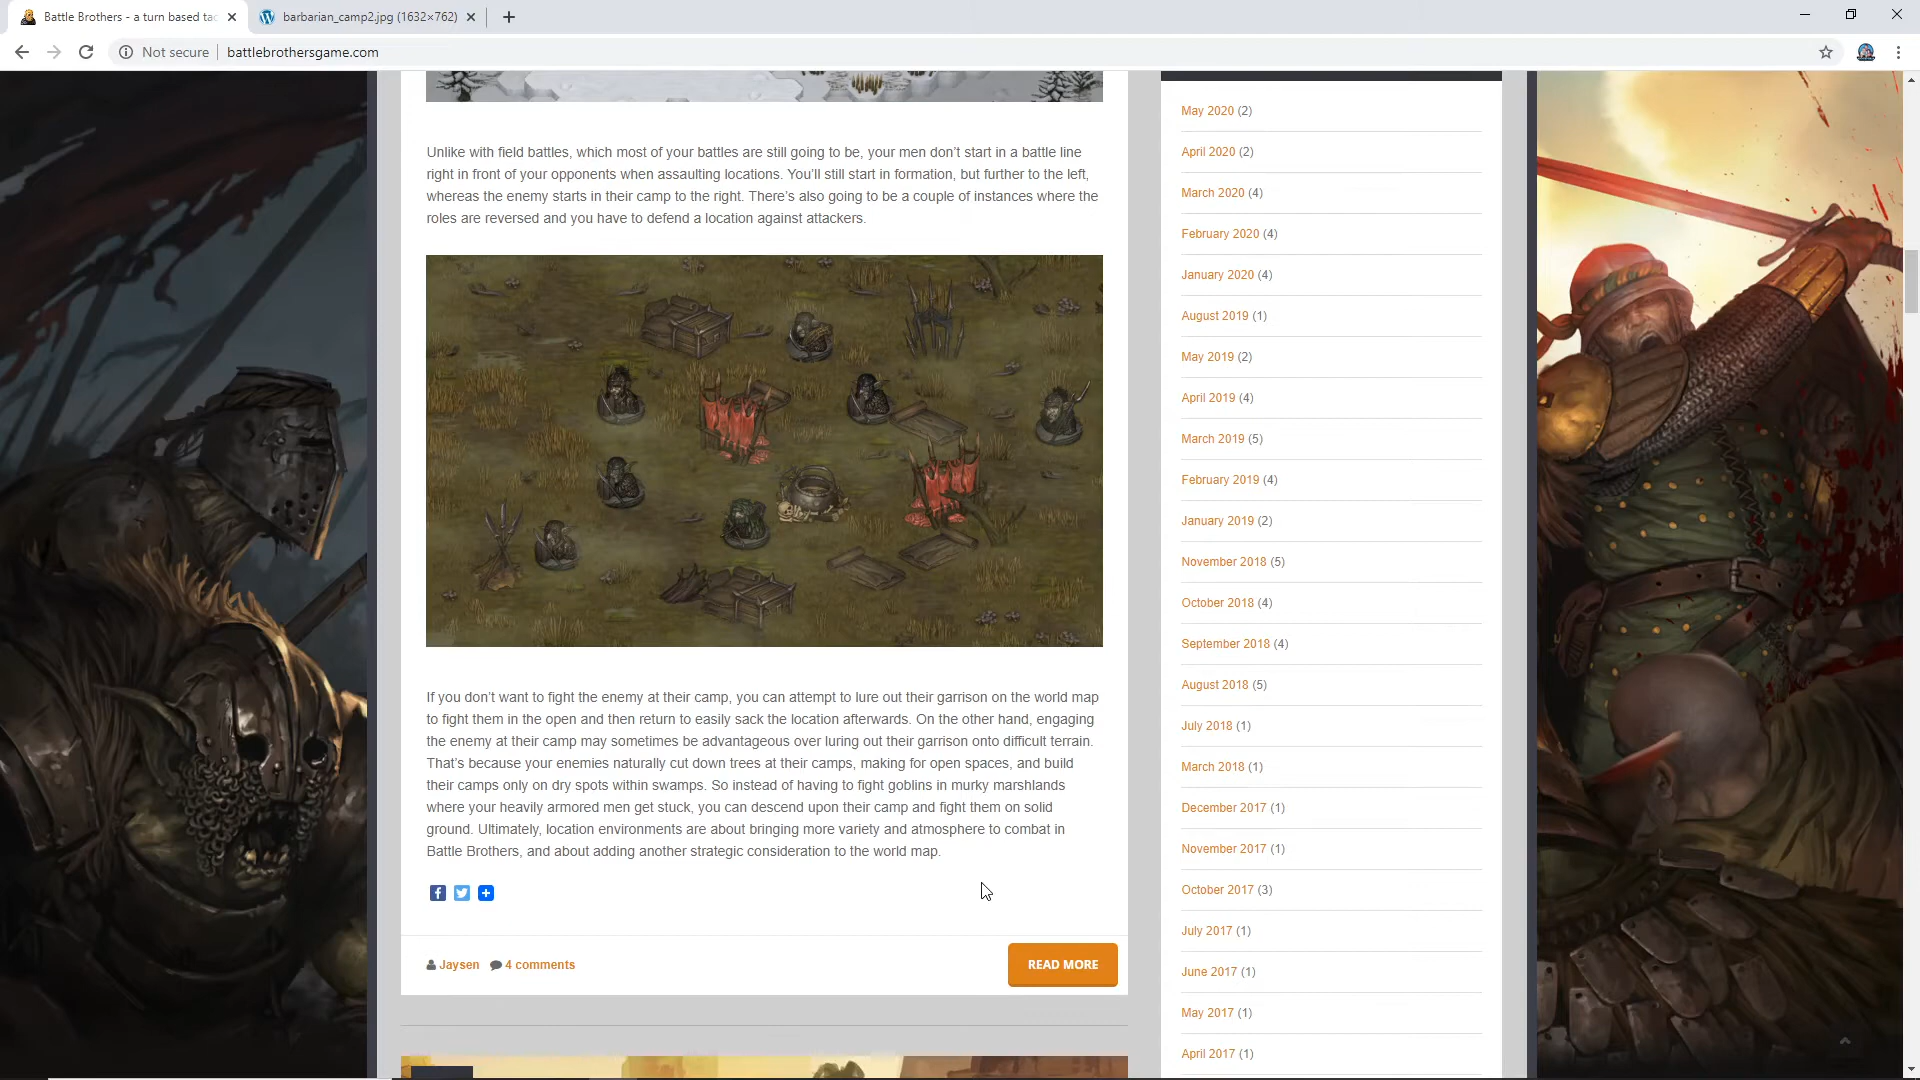 Battle Brothers - a turn based tac
barbarian_camp2.jpg (1632×762)
Not secure
battlebrothersgame.com
Unlike with field battles, which most of your battles are still going to be, your men don’t start in a battle line
right in front of your opponents when assaulting locations. You’ll still start in formation, but further to the left,
whereas the enemy starts in their camp to the right. There’s also going to be a couple of instances where the
roles are reversed and you have to defend a location against attackers.
If you don’t want to fight the enemy at their camp, you can attempt to lure out their garrison on the world map
to fight them in the open and then return to easily sack the location afterwards. On the other hand, engaging
the enemy at their camp may sometimes be advantageous over luring out their garrison onto difficult terrain.
That’s because your enemies naturally cut down trees at their camps, making for open spaces, and build
their camps only on dry spots within swamps. So instead of having to fight goblins in murky marshlands
where your heavily armored men get stuck, you can descend upon their camp and fight them on solid
ground. Ultimately, location environments are about bringing more variety and atmosphere to combat in
Battle Brothers, and about adding another strategic consideration to the world map.
Jaysen
4 comments
READ MORE
May 2020 (2)
April 2020 (2)
March 2020 (4)
February 2020 (4)
January 2020 (4)
August 2019 (1)
May 2019 (2)
April 2019 (4)
March 2019 (5)
February 2019 (4)
January 2019 (2)
November 2018 (5)
October 2018 (4)
September 2018 (4)
August 2018 (5)
July 2018 (1)
March 2018 (1)
December 2017 (1)
November 2017 (1)
October 2017 (3)
July 2017 (1)
June 2017 (1)
May 2017 (1)
April 2017 (1)